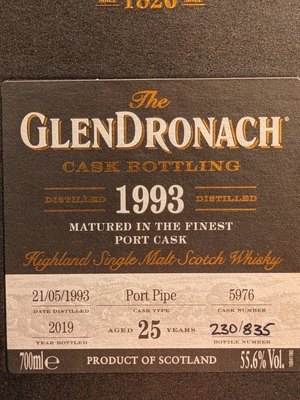 1826
The
GLENDRONACH®
CASK BOTTLING
DISTILLED 1993 DISTILLED
MATURED IN THE FINEST
PORT CASK
Highland Single Malt Scotch Whisky
21/05/1993 Port Pipe 5976
DATE DISTILLED CASK TYPE CASK NUMBER
2019 AGED 25 YEARS 230/835
YEAR BOTTLED BOTTLE NUMBER
700ml℮ PRODUCT OF SCOTLAND 55.6% Vol.